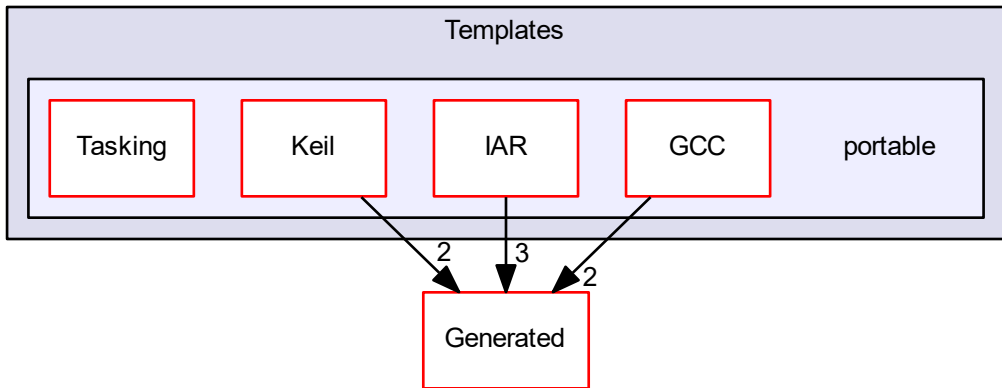 Templates
Tasking
Keil
IAR
GCC
portable
2
3
2
Generated